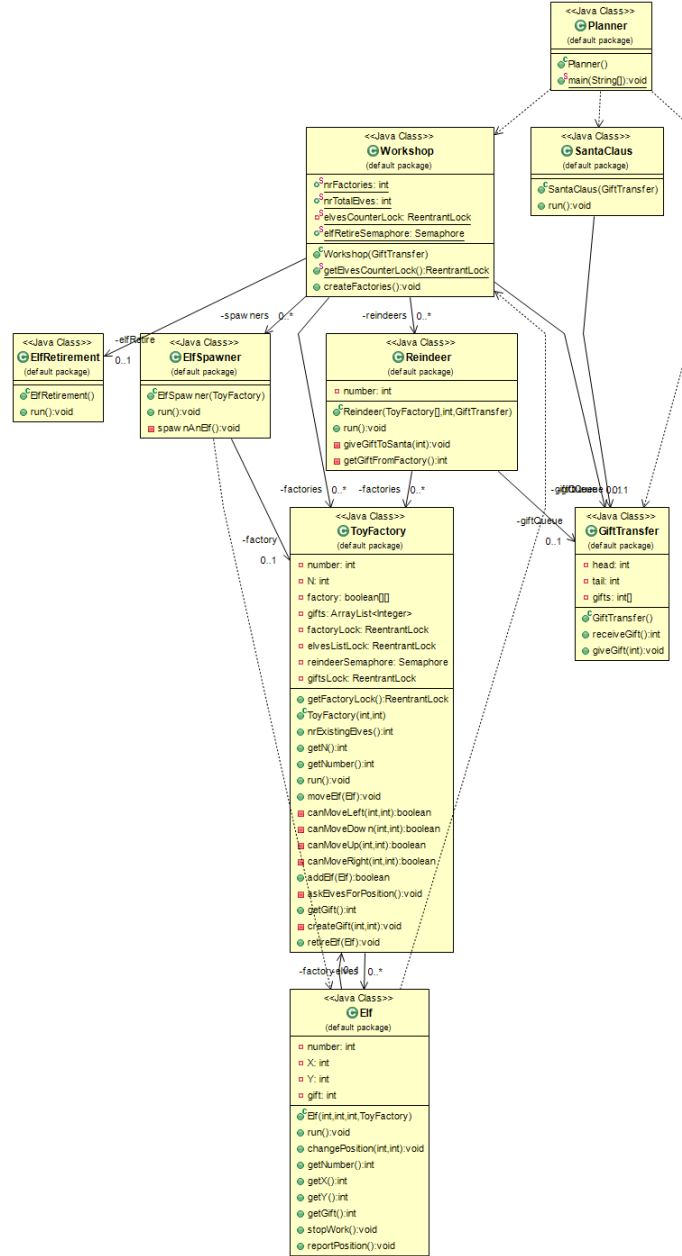 <<Java Class>>
Planner
(default package)
Planner()
main(String[]):void
<<Java Class>>
Workshop
(default package)
nrFactories: int
nrTotalElves: int
elvesCounterLock: ReentrantLock
elfRetireSemaphore: Semaphore
Workshop(GiftTransfer)
getElvesCounterLock():ReentrantLock
createFactories():void
<<Java Class>>
SantaClaus
(default package)
SantaClaus(GiftTransfer)
run():void
-elfRetire
0..1
-spawners
0..*
-reindeers
0..*
<<Java Class>>
ElfRetirement
(default package)
ElfRetirement()
run():void
<<Java Class>>
ElfSpawner
(default package)
ElfSpawner(ToyFactory)
run():void
spawnAnElf():void
<<Java Class>>
Reindeer
(default package)
number: int
Reindeer(ToyFactory[],int,GiftTransfer)
run():void
giveGiftToSanta(int):void
getGiftFromFactory():int
-factories 0..*
-factories 0..*
-giftQueue
0..1
-factory
0..1
<<Java Class>>
ToyFactory
(default package)
number: int
N: int
factory: boolean[][]
gifts: ArrayList<Integer>
factoryLock: ReentrantLock
elvesListLock: ReentrantLock
reindeerSemaphore: Semaphore
giftsLock: ReentrantLock
getFactoryLock():ReentrantLock
ToyFactory(int,int)
nrExistingElves():int
getN():int
getNumber():int
run():void
moveElf(Elf):void
canMoveLeft(int,int):boolean
canMoveDown(int,int):boolean
canMoveUp(int,int):boolean
canMoveRight(int,int):boolean
addElf(Elf):boolean
askElvesForPosition():void
getGift():int
createGift(int,int):void
retireElf(Elf):void
<<Java Class>>
GiftTransfer
(default package)
head: int
tail: int
gifts: int[]
GiftTransfer()
receiveGift():int
giveGift(int):void
-factory
-elves
0..*
<<Java Class>>
Elf
(default package)
number: int
X: int
Y: int
gift: int
Elf(int,int,int,ToyFactory)
run():void
changePosition(int,int):void
getNumber():int
getX():int
getY():int
getGift():int
stopWork():void
reportPosition():void